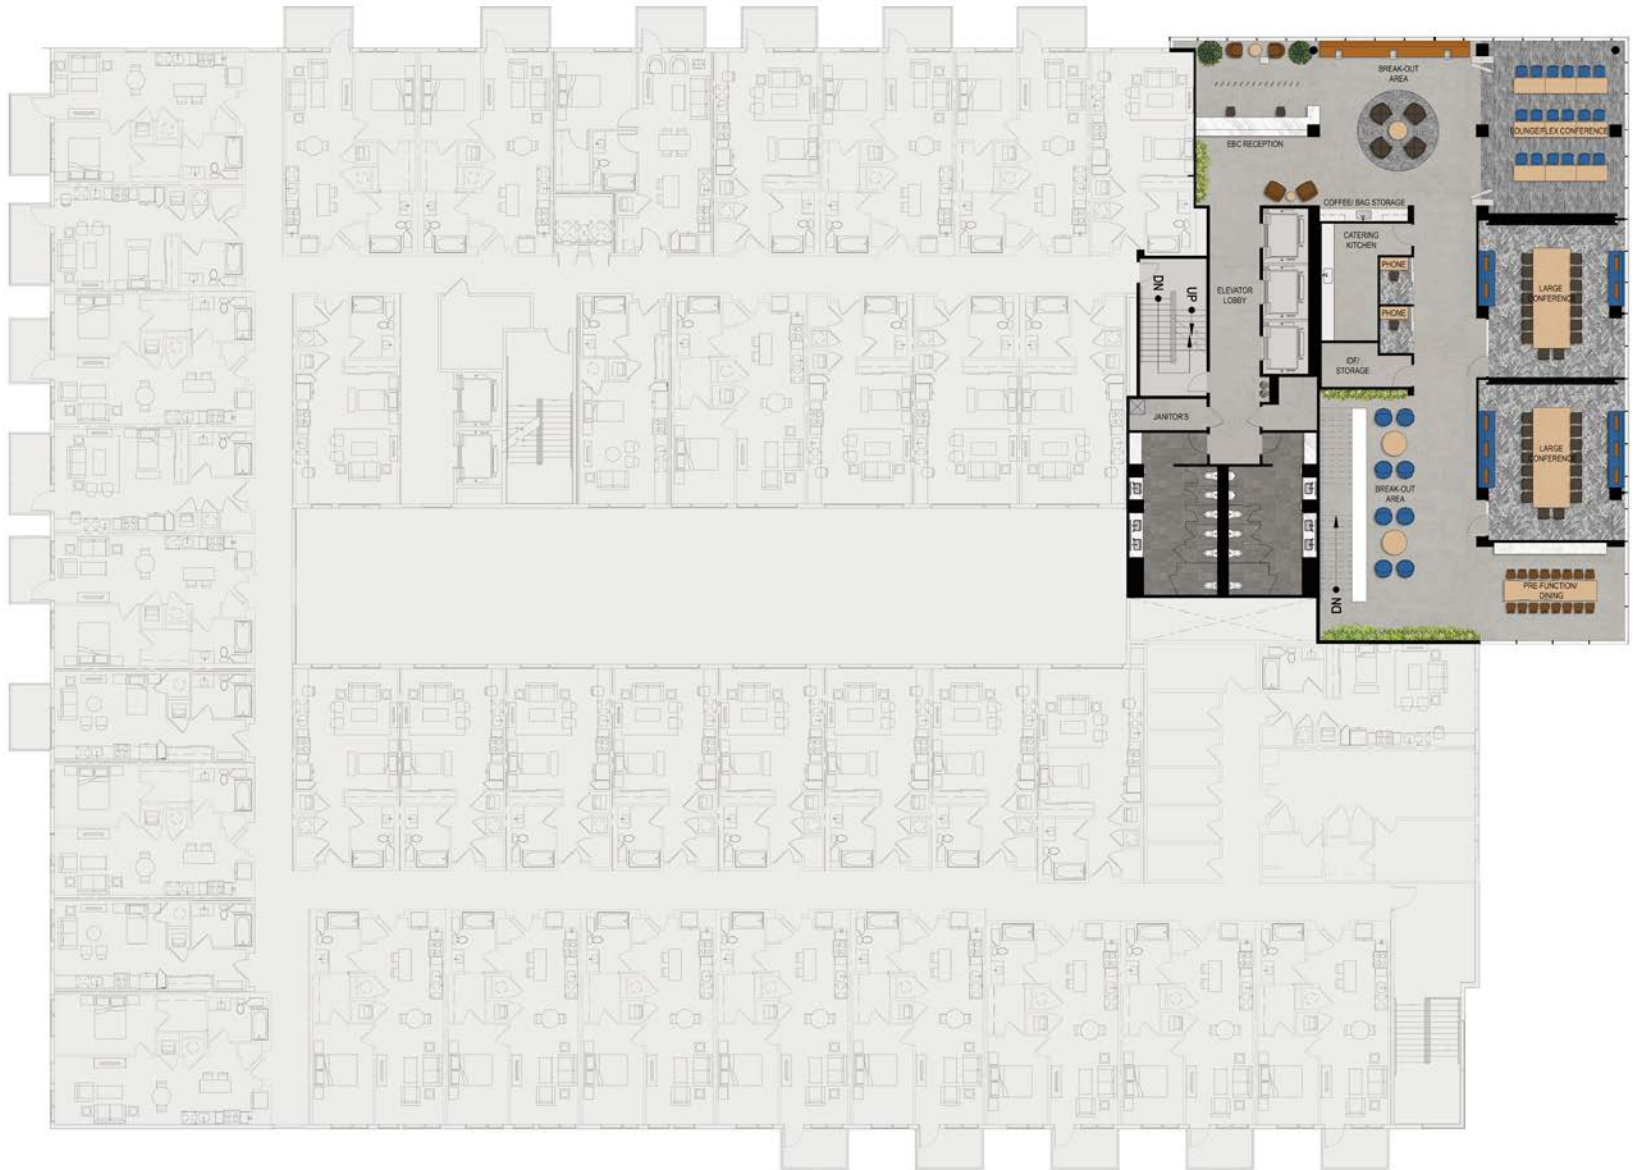 BREAK-OUT
AREA
LOUNGE/FLEX CONFERENCE
EBC RECEPTION
COFFEE/ BAG STORAGE
CATERING
KITCHEN
PHONE
PHONE
ELEVATOR
LOBBY
DN
UP
LARGE
CONFERENCE
IDF/
STORAGE
JANITOR'S
LARGE
CONFERENCE
BREAK-OUT
AREA
DN
PRE-FUNCTION/
DINING